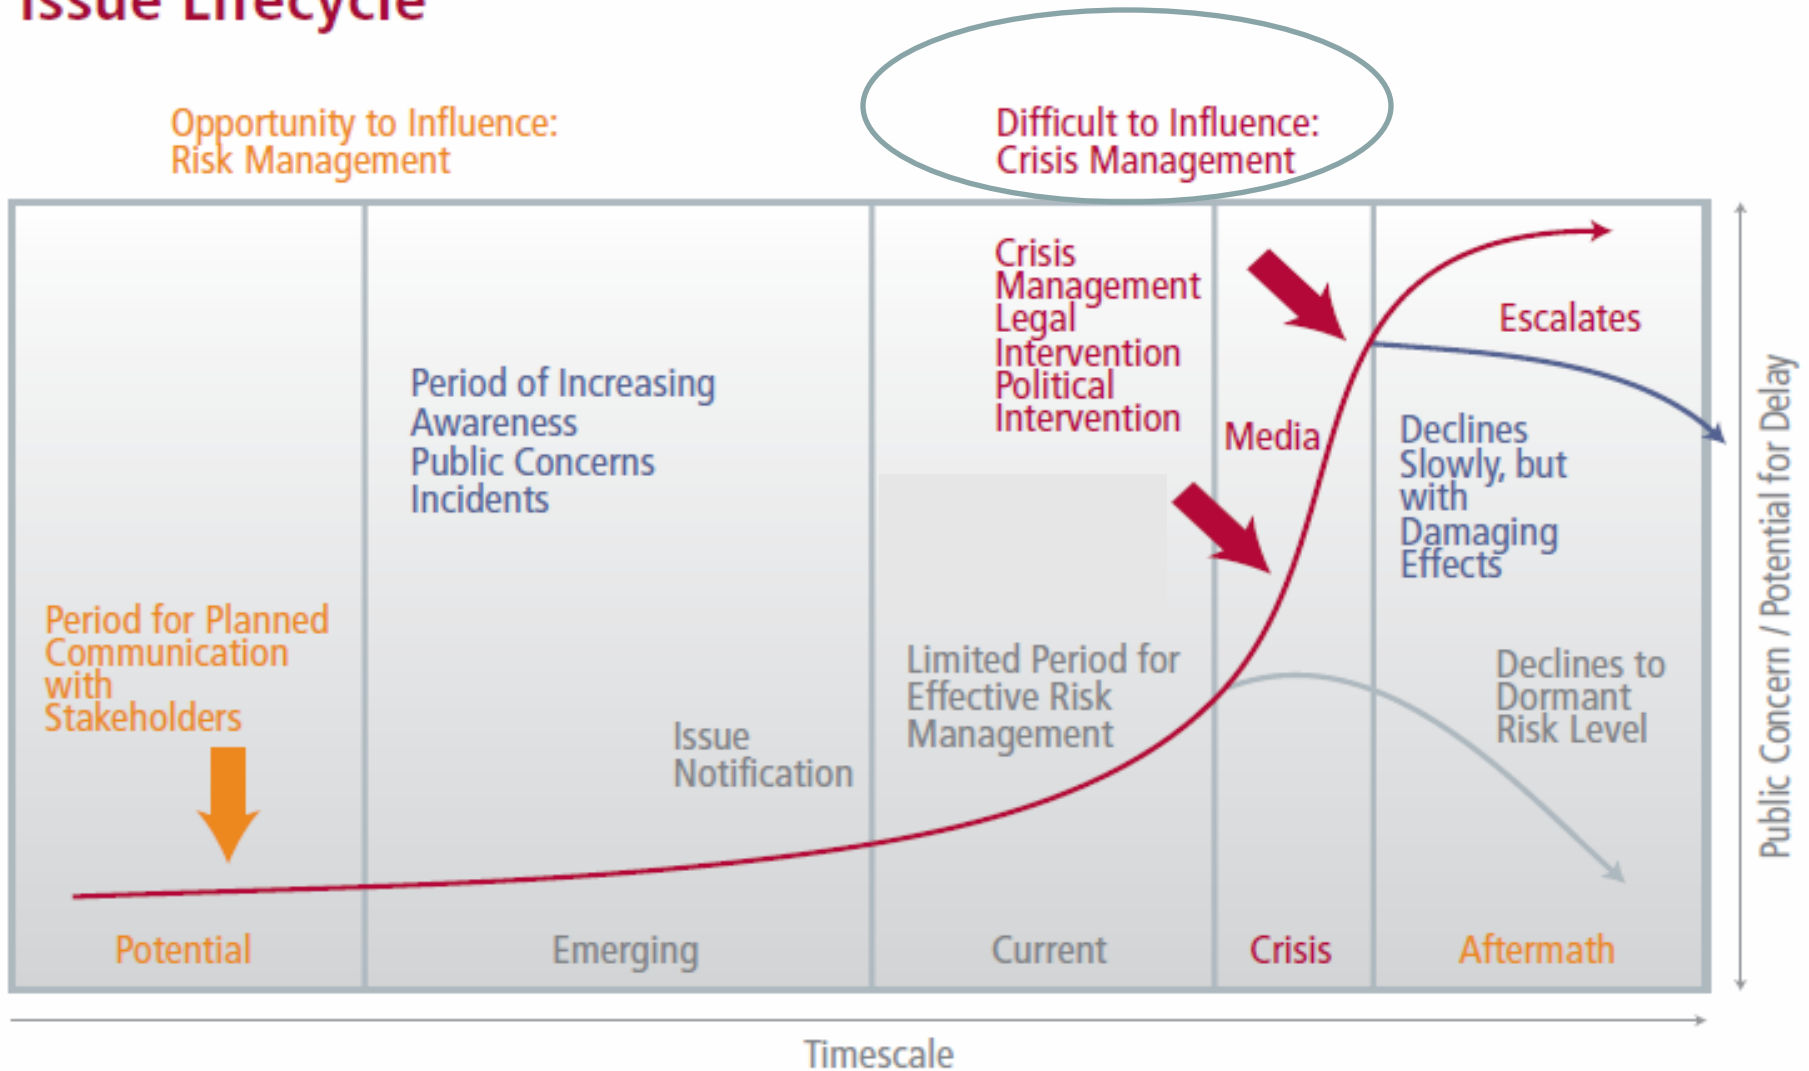 Issue Lifecycle
Opportunity to Influence:
Risk Management
Difficult to Influence:
Crisis Management
Crisis
Management
Legal
Intervention
Political
Intervention
Escalates
Period of Increasing
Awareness
Public Concerns
Incidents
Media
Declines
Slowly, but
with
Damaging
Effects
Period for Planned
Communication
with
Stakeholders
Limited Period for
Effective Risk
Management
Declines to
Dormant
Risk Level
Issue
Notification
Potential
Emerging
Current
Crisis
Aftermath
Timescale
Public Concern / Potential for Delay